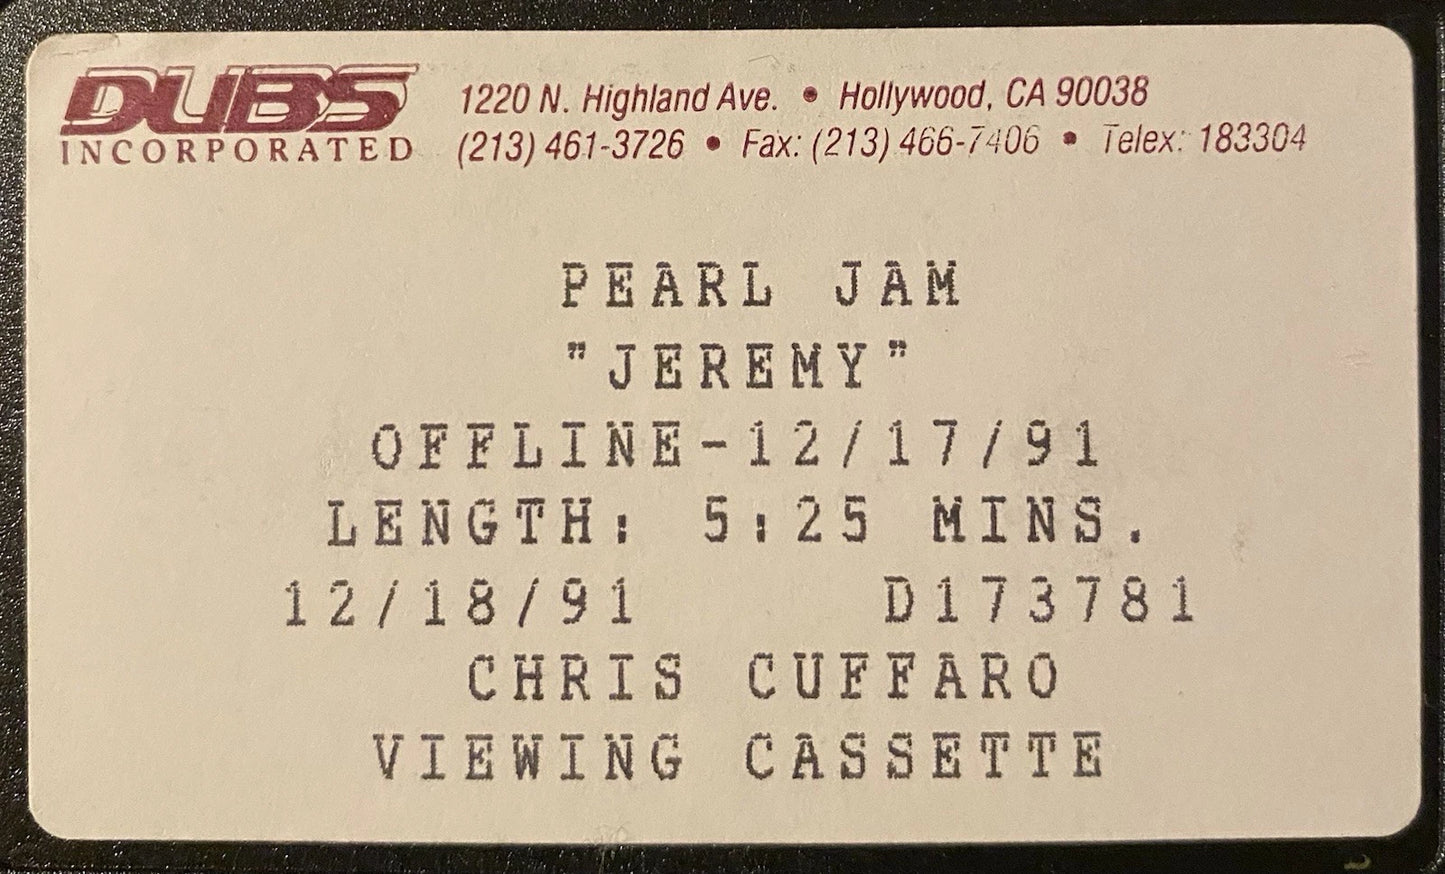 DUBS
INCORPORATED
1220 N. Highland Ave. • Hollywood, CA 90038
(213) 461-3726 • Fax: (213) 466-7406 • Telex: 183304
PEARL JAM
"JEREMY"
OFFLINE-12/17/91
LENGTH: 5:25 MINS.
12/18/91 D173781
CHRIS CUFFARO
VIEWING CASSETTE